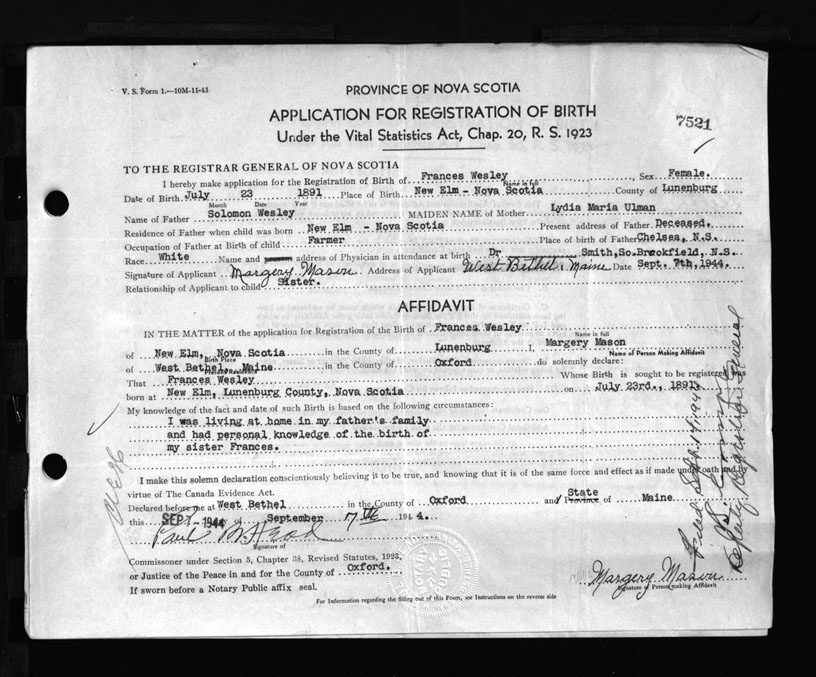 V. S. Form 1.—10M-11-43
PROVINCE OF NOVA SCOTIA
APPLICATION FOR REGISTRATION OF BIRTH
7521
Under the Vital Statistics Act, Chap. 20, R. S. 1923
TO THE REGISTRAR GENERAL OF NOVA SCOTIA
I hereby make application for the Registration of Birth of Frances Wesley, Sex Female.
Name in full
Date of Birth July 23 1891 Place of Birth New Elm - Nova Scotia County of Lunenburg
Month Date Year
Name of Father Solomon Wesley MAIDEN NAME of Mother Lydia Maria Ulman
Residence of Father when child was born New Elm - Nova Scotia Present address of Father Deceased.
Occupation of Father at Birth of child Farmer Place of birth of Father Chelsea, N.S.
Race White Name and address of Physician in attendance at birth Dr Smith, So. Brookfield, N.S.
Signature of Applicant Margery Mason Address of Applicant West Bethel, Maine Date Sept. 7th, 1944.
Relationship of Applicant to child Sister.
AFFIDAVIT
IN THE MATTER of the application for Registration of the Birth of Frances Wesley
Name in full
of New Elm, Nova Scotia in the County of Lunenburg I, Margery Mason
Birth Place
Name of Person Making Affidavit
of West Bethel, Maine in the County of Oxford do solemnly declare:
Present Residence
That Frances Wesley Whose Birth is sought to be registered
born at New Elm, Lunenburg County, Nova Scotia on July 23rd., 1891.
My knowledge of the fact and date of such Birth is based on the following circumstances:
I was living at home in my father's family
and had personal knowledge of the birth of
my sister Frances.
I make this solemn declaration conscientiously believing it to be true, and knowing that it is of the same force and effect as if made under oath and by
virtue of The Canada Evidence Act.
Declared before me at West Bethel in the County of Oxford and State Province of Maine
this SEP 7 1944 of September 7th 1944.
Paul
Signature of
Commissioner under Section 5, Chapter 38, Revised Statutes, 1923,
or Justice of the Peace in and for the County of Oxford.
If sworn before a Notary Public affix seal.
Margery Mason
Signature of Person making Affidavit
For Information regarding the filling out of this Form, see Instructions on the reverse side
NOTARY PUBLIC
Filed Sept. 14, 1944
Deputy Registrar General